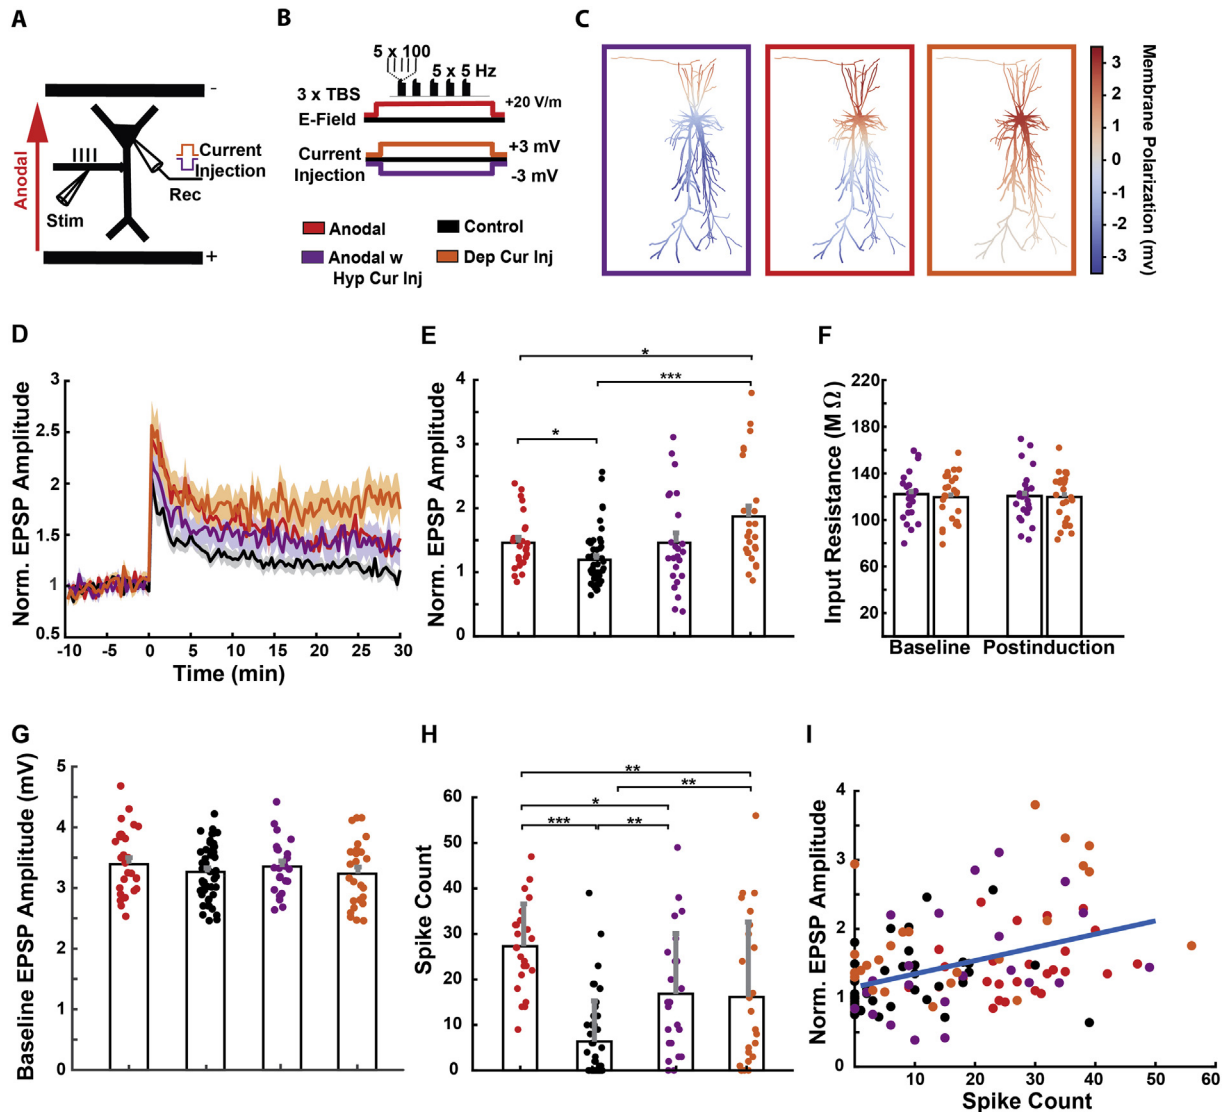 A
-
Anodal
Current
Injection
Rec
Stim
+
B
5 x 100
5 x 5 Hz
3 x TBS
E-Field
+20 V/m
Current
Injection
+3 mV
-3 mV
Anodal
Control
Anodal w
Hyp Cur Inj
Dep Cur Inj
C
3
2
1
0
-1
-2
-3
Membrane Polarization (mv)
D
Norm. EPSP Amplitude
3
2.5
2
1.5
1
0.5
-10
-5
0
5
10
15
20
25
30
Time (min)
E
Norm. EPSP Amplitude
4
3
2
1
0
*
***
*
F
Input Resistance (M Ω)
220
180
140
100
60
20
Baseline
Postinduction
G
Baseline EPSP Amplitude (mV)
5
4
3
2
1
0
H
Spike Count
60
50
40
30
20
10
0
**
**
*
***
**
I
Norm. EPSP Amplitude
4
3
2
1
0
10
20
30
40
50
60
Spike Count